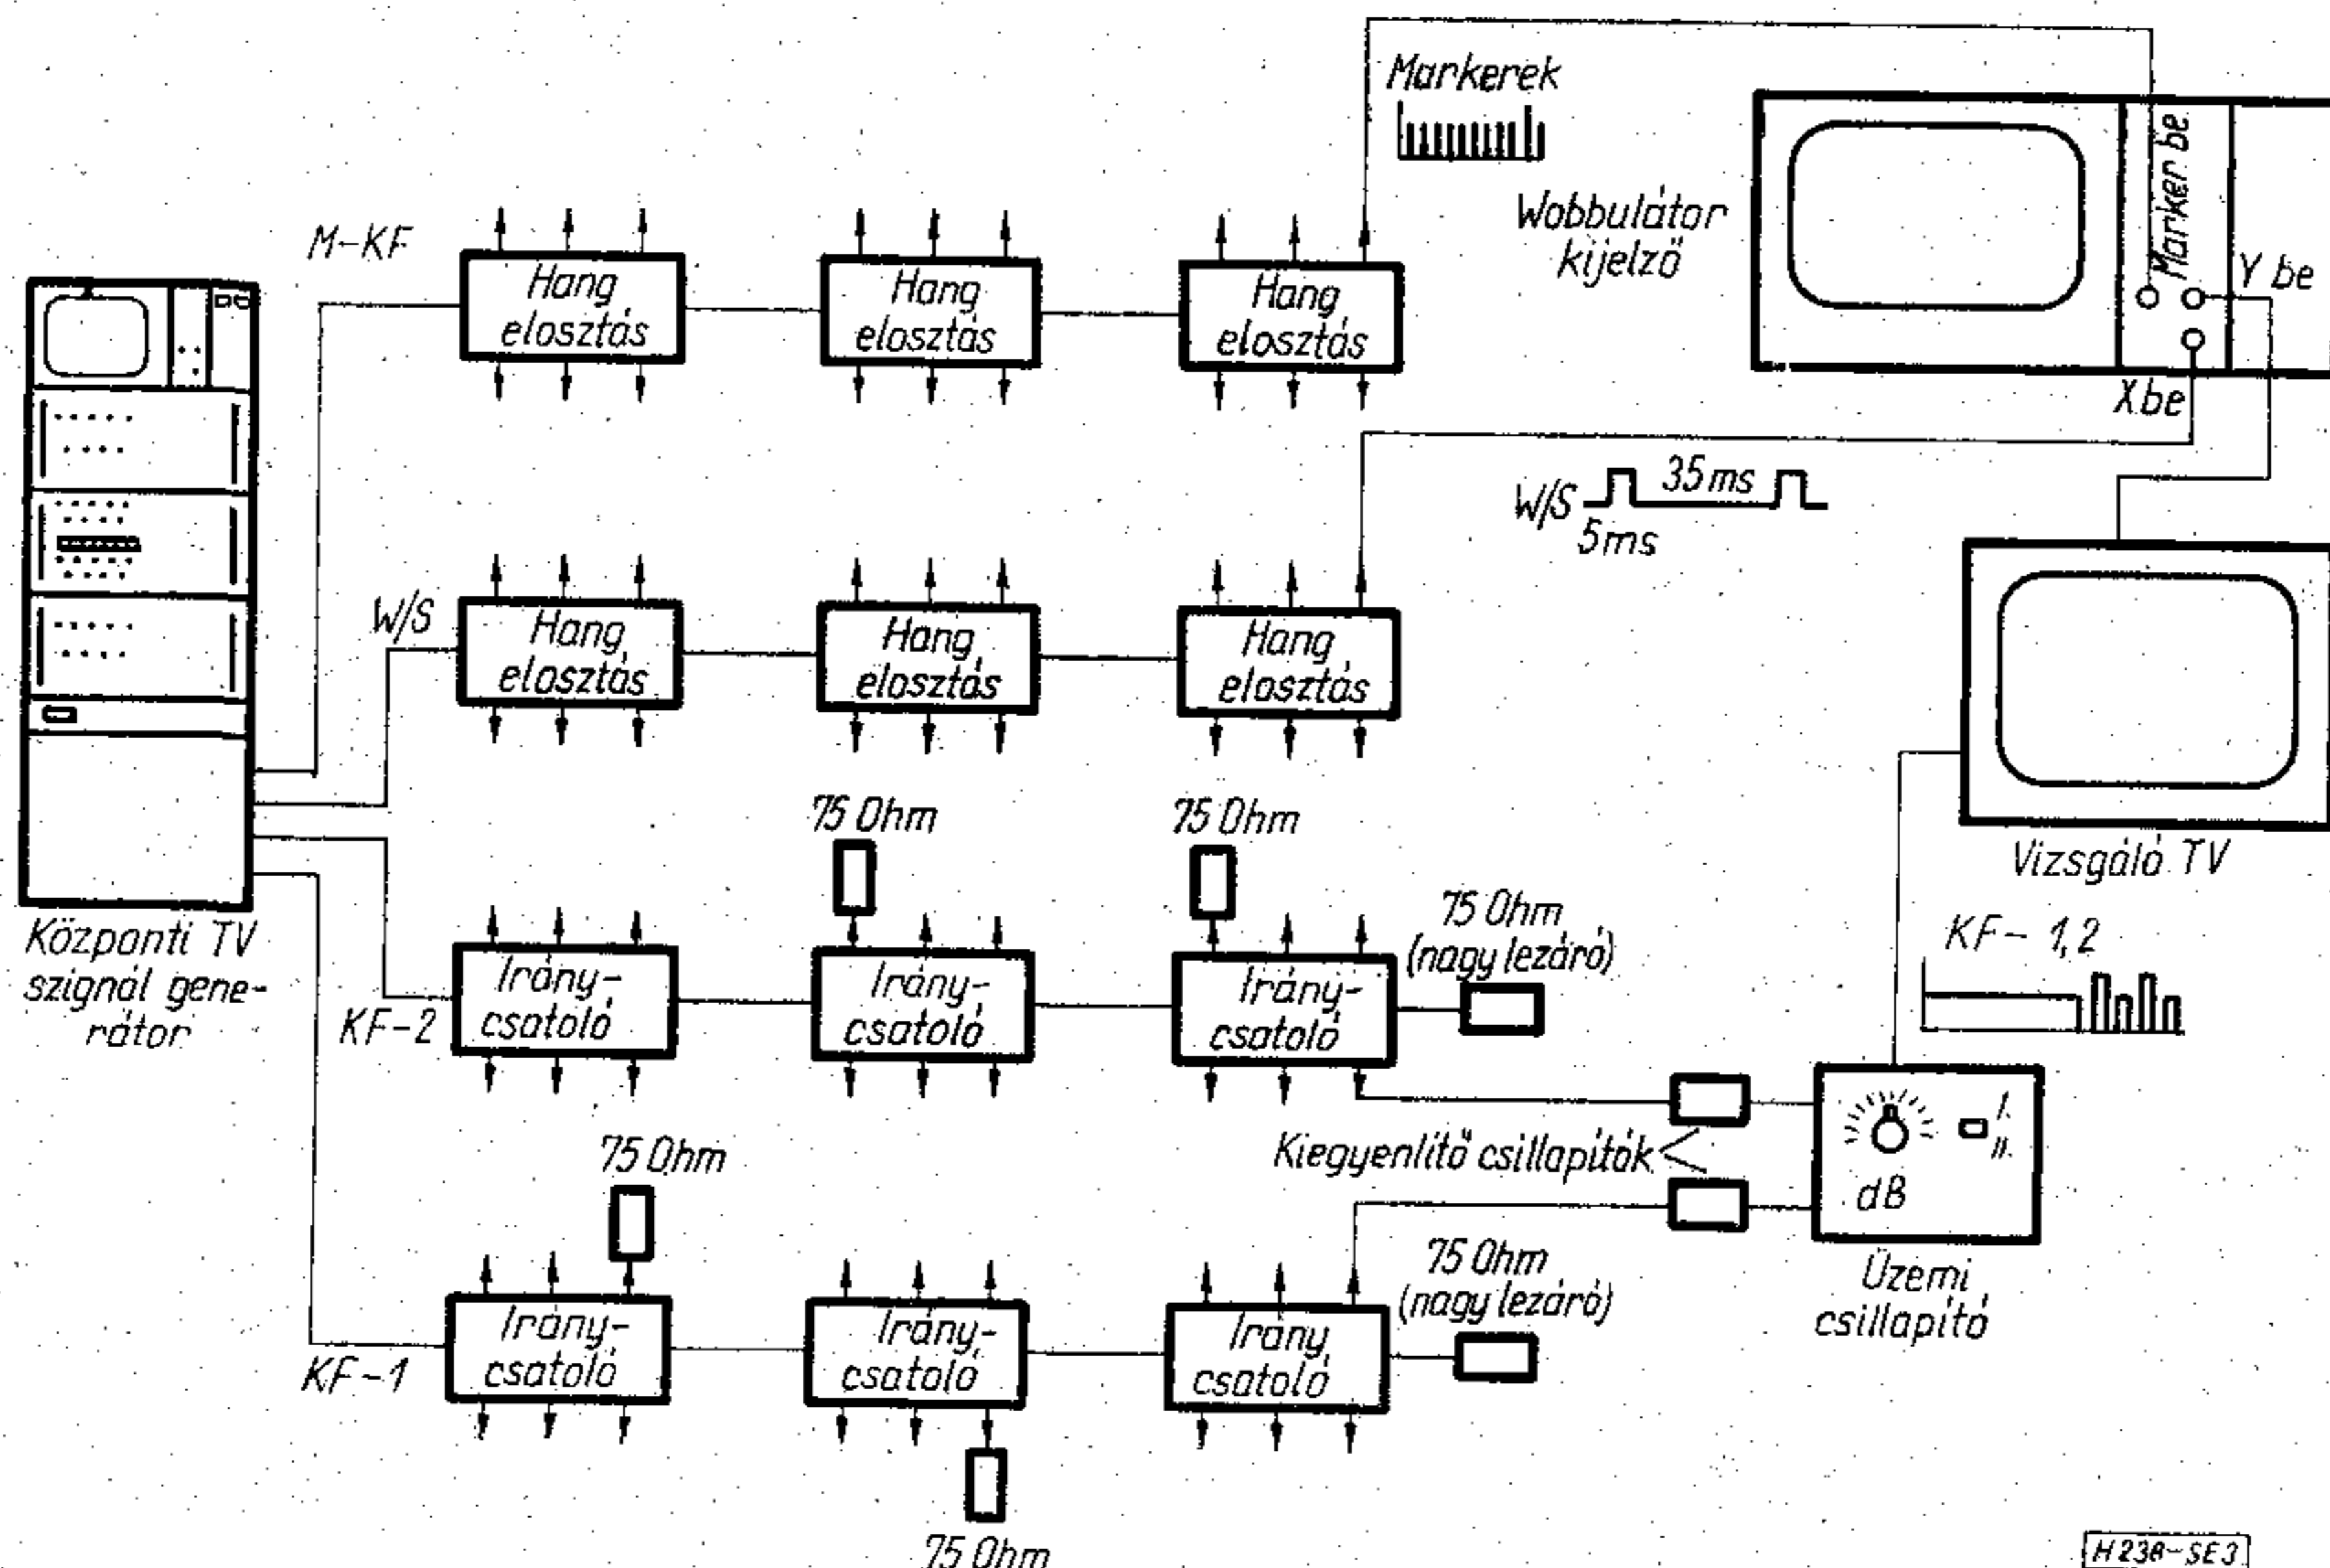 Markerek
Marker be
Wobbulátor
kijelző
M-KF
Y be
X be
Hang
elosztás
Hang
elosztás
Hang
elosztás
W/S
35 ms
5 ms
W/S
Hang
elosztás
Hang
elosztás
Hang
elosztás
75 Ohm
75 Ohm
Vizsgáló TV
75 Ohm
(nagy lezáró)
KF- 1,2
Központi TV
szignál gene-
rátor
KF-2
Irány-
csatoló
Irány-
csatoló
Irány-
csatoló
Kiegyenlítő csillapítók
I.
II.
dB
Üzemi
csillapító
75 Ohm
75 Ohm
(nagy lezáró)
KF-1
Irány-
csatoló
Irány-
csatoló
Irány
csatoló
75 Ohm
H238-SE3